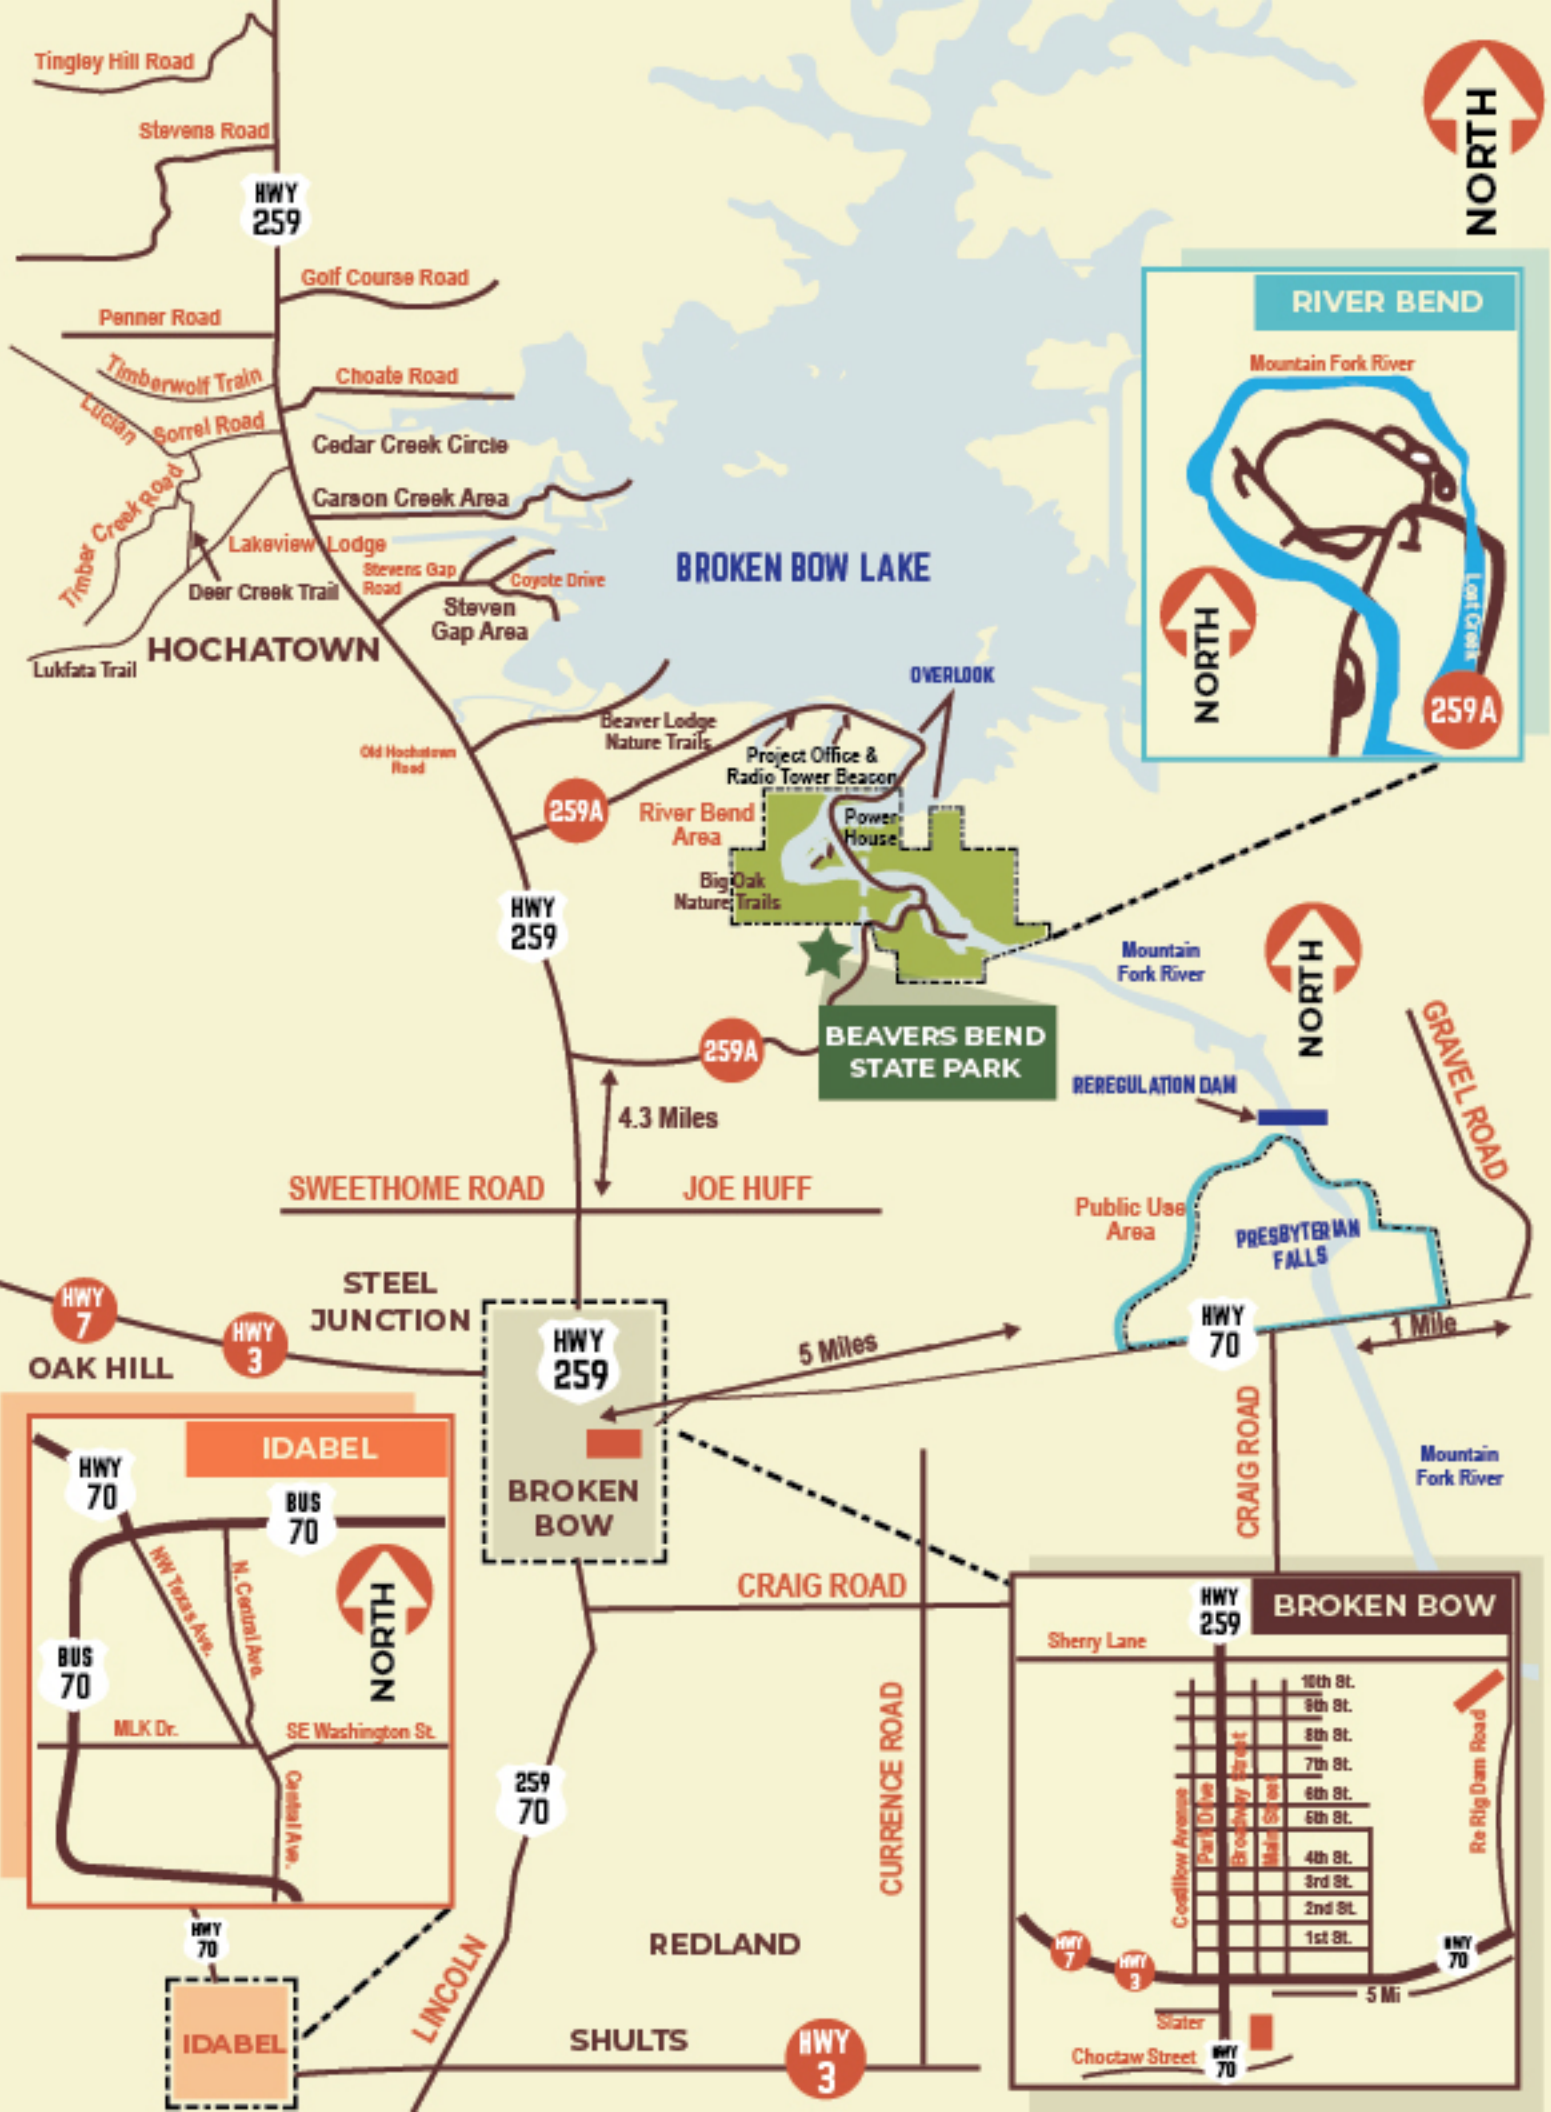 Tingley Hill Road
Stevens Road
HWY
259
NORTH
Golf Course Road
Penner Road
Timberwolf Train
Choate Road
Lucian
Sorrel Road
Cedar Creek Circle
Timber Creek Road
Carson Creek Area
Lakeview Lodge
Stevens Gap
Road
Coyote Drive
Deer Creek Trail
Steven
Gap Area
HOCHATOWN
Lukfata Trail
BROKEN BOW LAKE
OVERLOOK
RIVER BEND
Mountain Fork River
NORTH
Lost Creek
259A
Beaver Lodge
Nature Trails
Old Hochatown
Road
Project Office &
Radio Tower Beacon
259A
River Bend
Area
Power
House
Big Oak
Nature Trails
HWY
259
Mountain
Fork River
NORTH
GRAVEL ROAD
BEAVERS BEND
STATE PARK
259A
4.3 Miles
REREGULATION DAM
SWEETHOME ROAD
JOE HUFF
Public Use
Area
PRESBYTERIAN
FALLS
STEEL
JUNCTION
HWY
7
HWY
3
OAK HILL
HWY
259
5 Miles
HWY
70
1 Mile
BROKEN
BOW
CRAIG ROAD
Mountain
Fork River
IDABEL
HWY
70
BUS
70
NW Texas Ave.
N. Central Ave.
NORTH
BUS
70
MLK Dr.
SE Washington St.
Central Ave.
CRAIG ROAD
CURRENCE ROAD
259
70
HWY
259
BROKEN BOW
Sherry Lane
10th St.
9th St.
8th St.
7th St.
6th St.
5th St.
4th St.
3rd St.
2nd St.
1st St.
Costilow Avenue
Park Drive
Broadway Street
Main Street
Re Rig Dam Road
HWY
7
HWY
3
HWY
70
5 Mi
Slater
Choctaw Street
HWY
70
HWY
70
IDABEL
LINCOLN
REDLAND
SHULTS
HWY
3